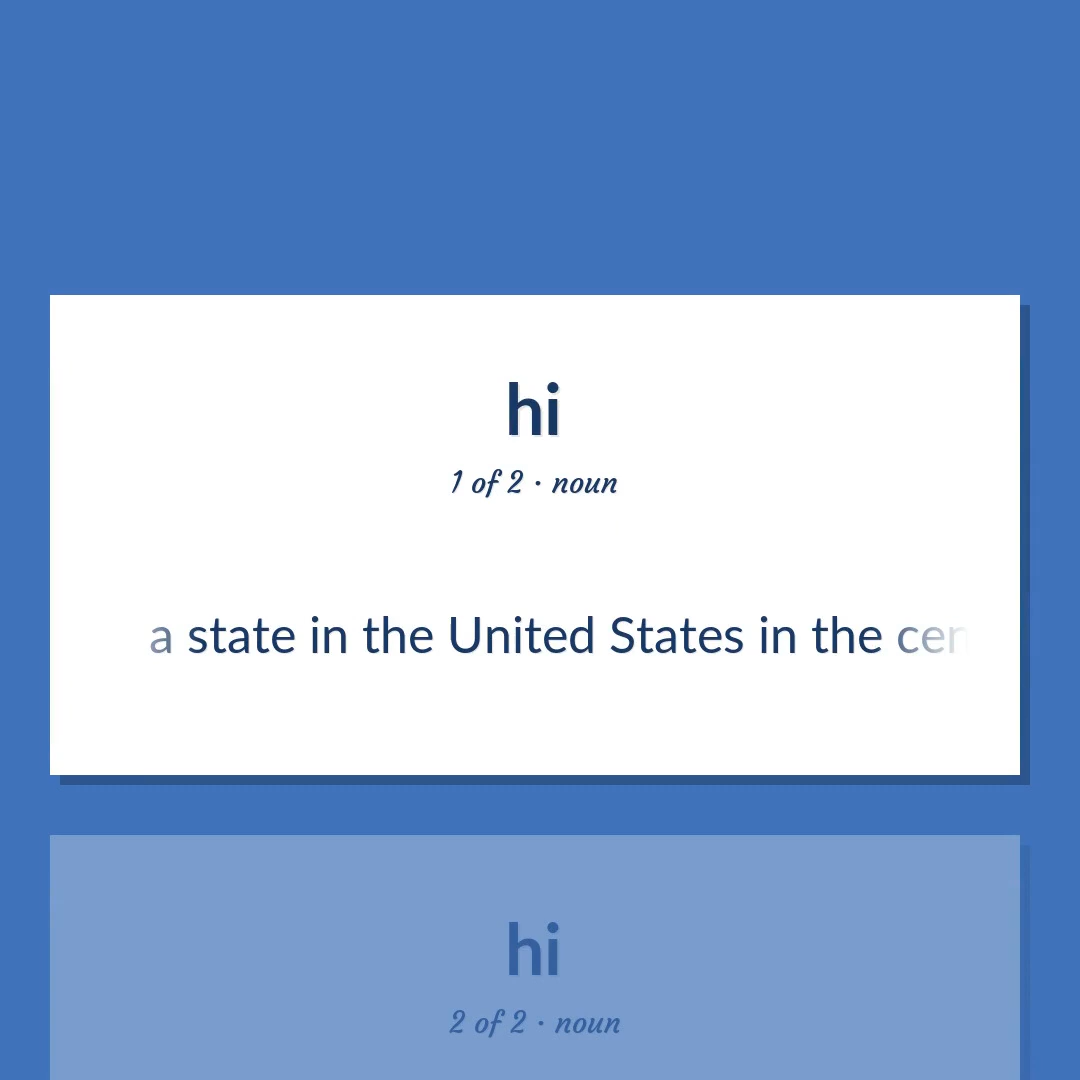 hi
1 of 2 · noun
a state in the United States in the
hi
2 of 2 · noun